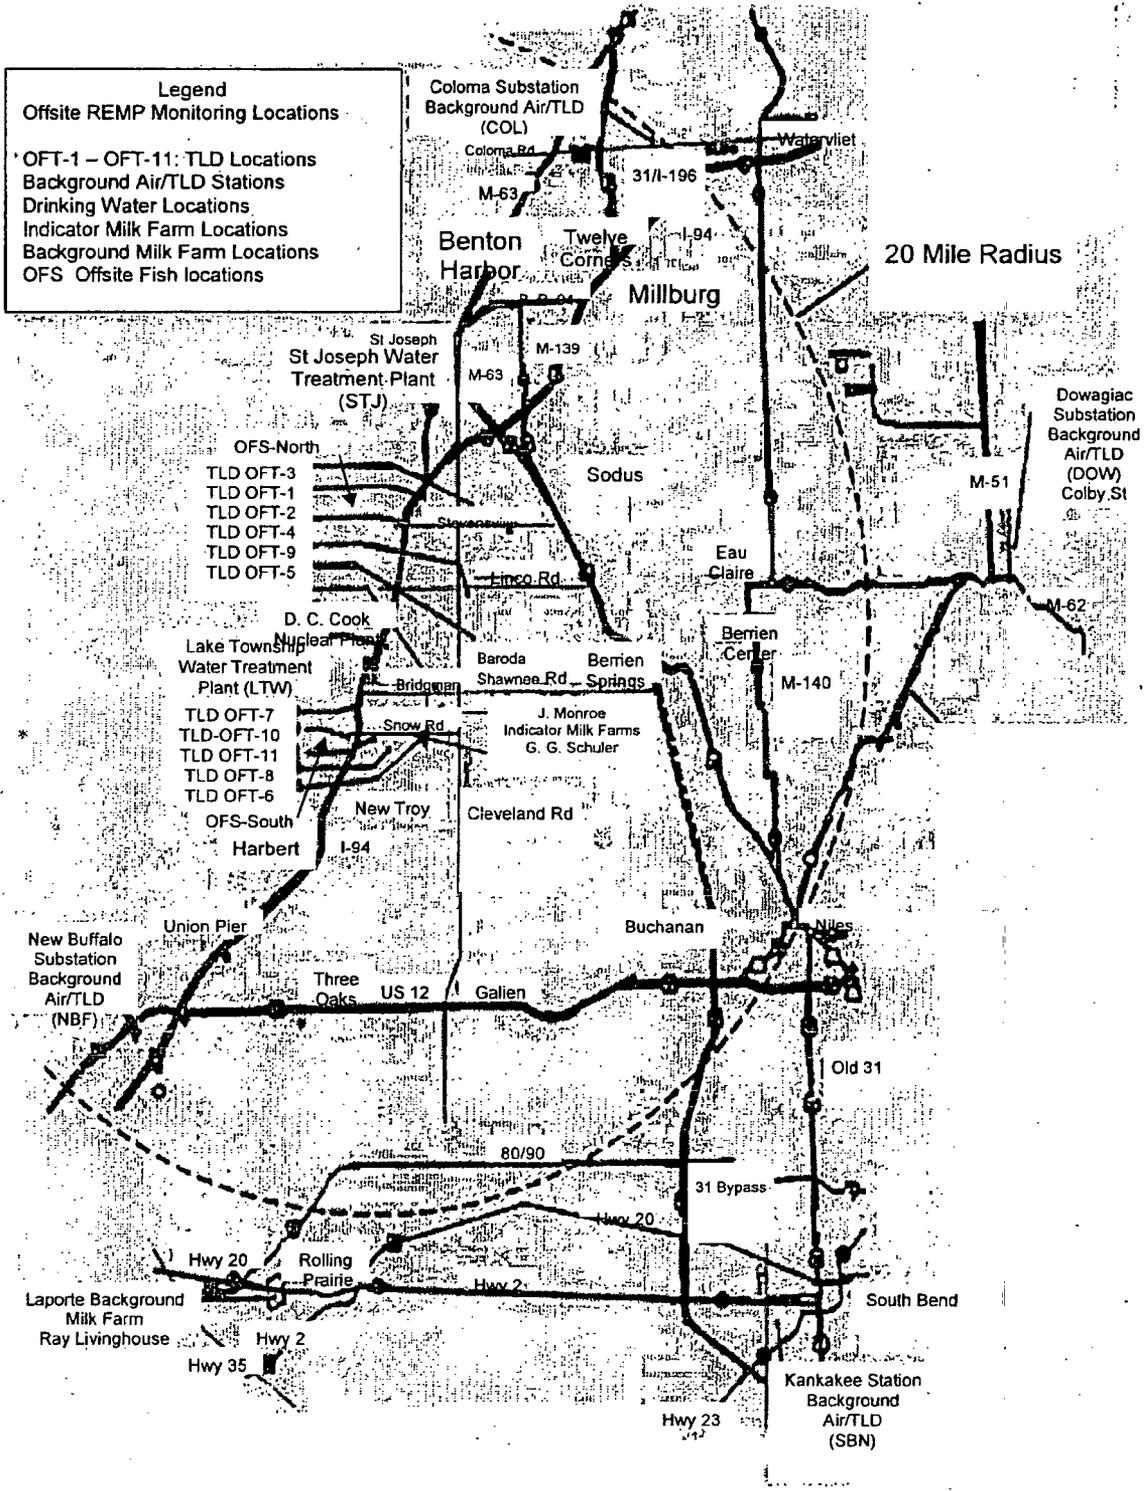 Legend
Offsite REMP Monitoring Locations
OFT-1 – OFT-11: TLD Locations
Background Air/TLD Stations
Drinking Water Locations
Indicator Milk Farm Locations
Background Milk Farm Locations
OFS Offsite Fish locations
Coloma Substation
Background Air/TLD
(COL)
Coloma Rd
Watervliet
31/I-196
M-63
Benton
Harbor
Twelve
Corners
I-94
Millburg
20 Mile Radius
St Joseph
St Joseph Water
Treatment Plant
(STJ)
M-139
M-63
Dowagiac
Substation
Background
Air/TLD
(DOW)
Colby St
M-51
OFS-North
TLD OFT-3
TLD OFT-1
TLD OFT-2
TLD OFT-4
TLD OFT-9
TLD OFT-5
Sodus
Stevensville
Linco Rd
Eau
Claire
M-62
D. C. Cook
Nuclear Plant
Lake Township
Water Treatment
Plant (LTW)
Berrien
Center
M-140
Baroda
Shawnee Rd
Berrien
Springs
Bridgman
TLD OFT-7
TLD-OFT-10
TLD OFT-11
TLD OFT-8
TLD OFT-6
Snow Rd
J. Monroe
Indicator Milk Farms
G. G. Schuler
*
OFS-South
New Troy
Cleveland Rd
Harbert
I-94
Union Pier
Buchanan
Niles
New Buffalo
Substation
Background
Air/TLD
(NBF)
Three
Oaks
US 12
Galien
Old 31
80/90
31 Bypass
Hwy 20
Hwy 20
Rolling
Prairie
Hwy 2
Laporte Background
Milk Farm
Ray Livinghouse
South Bend
Hwy 2
Hwy 35
Kankakee Station
Background
Air/TLD
(SBN)
Hwy 23